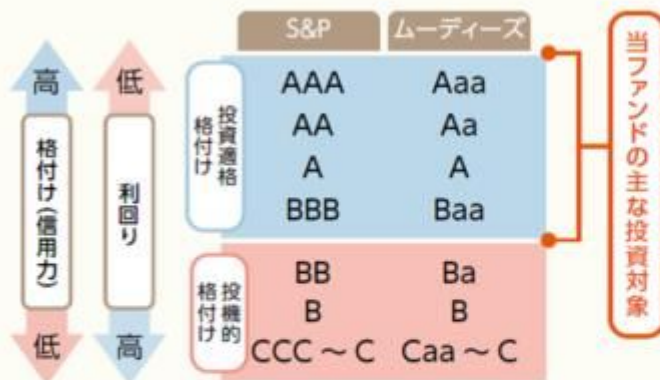 S&P ムーディーズ
高
格付け(信用力)
低
低
利回り
高
投資適格
格付け
AAA Aaa
AA Aa
A A
BBB Baa
投機的
格付け
BB Ba
B B
CCC ～ C Caa ～ C
当ファンドの主な投資対象